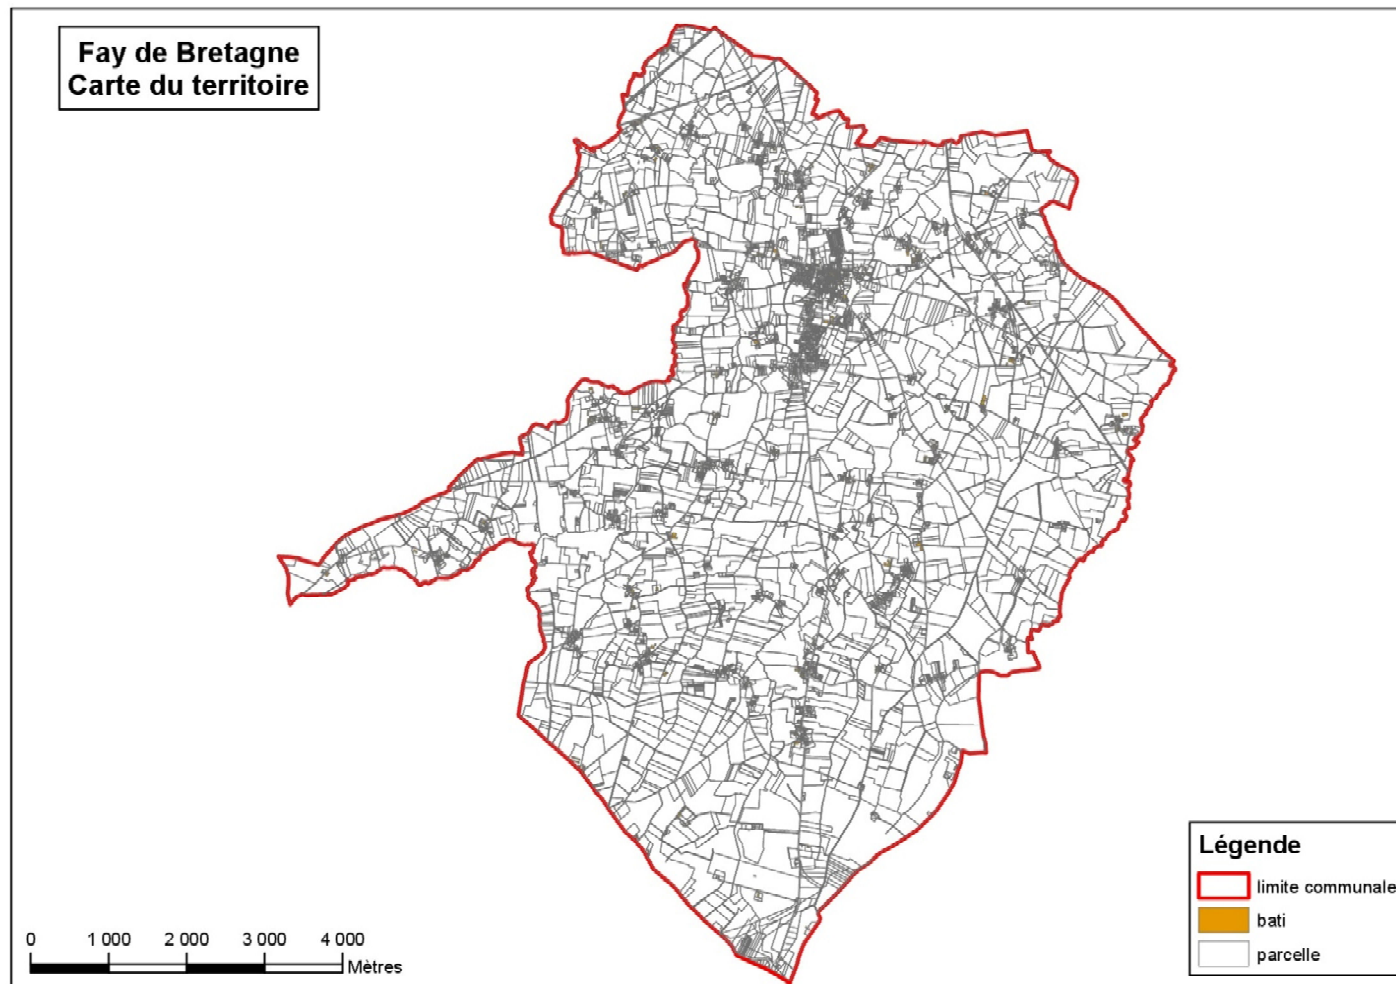 Fay de Bretagne
Carte du territoire
Légende
limite communale
bati
parcelle
0 1 000 2 000 3 000 4 000
Mètres